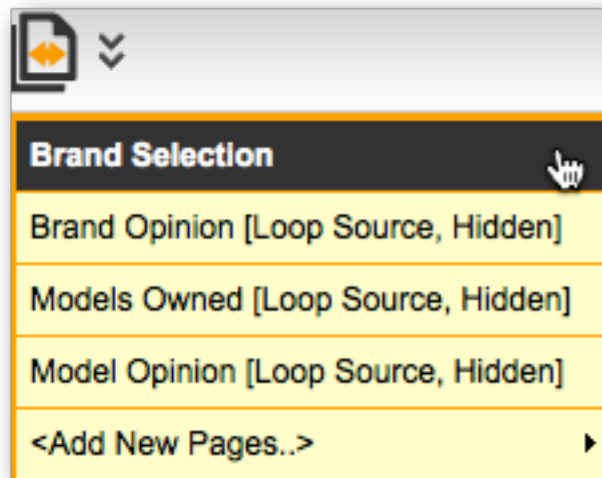 Brand Selection
Brand Opinion [Loop Source, Hidden]
Models Owned [Loop Source, Hidden]
Model Opinion [Loop Source, Hidden]
<Add New Pages..>